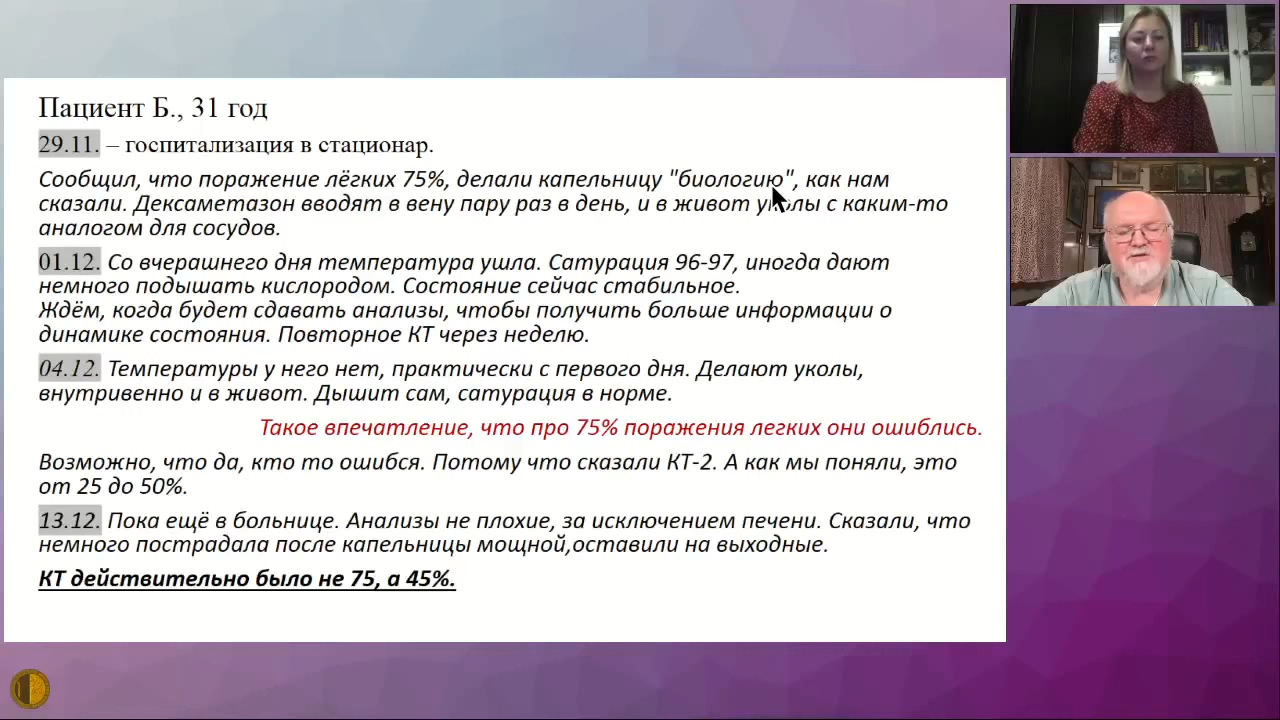 Пациент Б., 31 год
29.11. – госпитализация в стационар.
Сообщил, что поражение лёгких 75%, делали капельницу "биологию", как нам
сказали. Дексаметазон вводят в вену пару раз в день, и в живот уколы с каким-то
аналогом для сосудов.
01.12. Со вчерашнего дня температура ушла. Сатурация 96-97, иногда дают
немного подышать кислородом. Состояние сейчас стабильное.
Ждём, когда будет сдавать анализы, чтобы получить больше информации о
динамике состояния. Повторное КТ через неделю.
04.12. Температуры у него нет, практически с первого дня. Делают уколы,
внутривенно и в живот. Дышит сам, сатурация в норме.
Такое впечатление, что про 75% поражения легких они ошиблись.
Возможно, что да, кто то ошибся. Потому что сказали КТ-2. А как мы поняли, это
от 25 до 50%.
13.12. Пока ещё в больнице. Анализы не плохие, за исключением печени. Сказали, что
немного пострадала после капельницы мощной,оставили на выходные.
КТ действительно было не 75, а 45%.